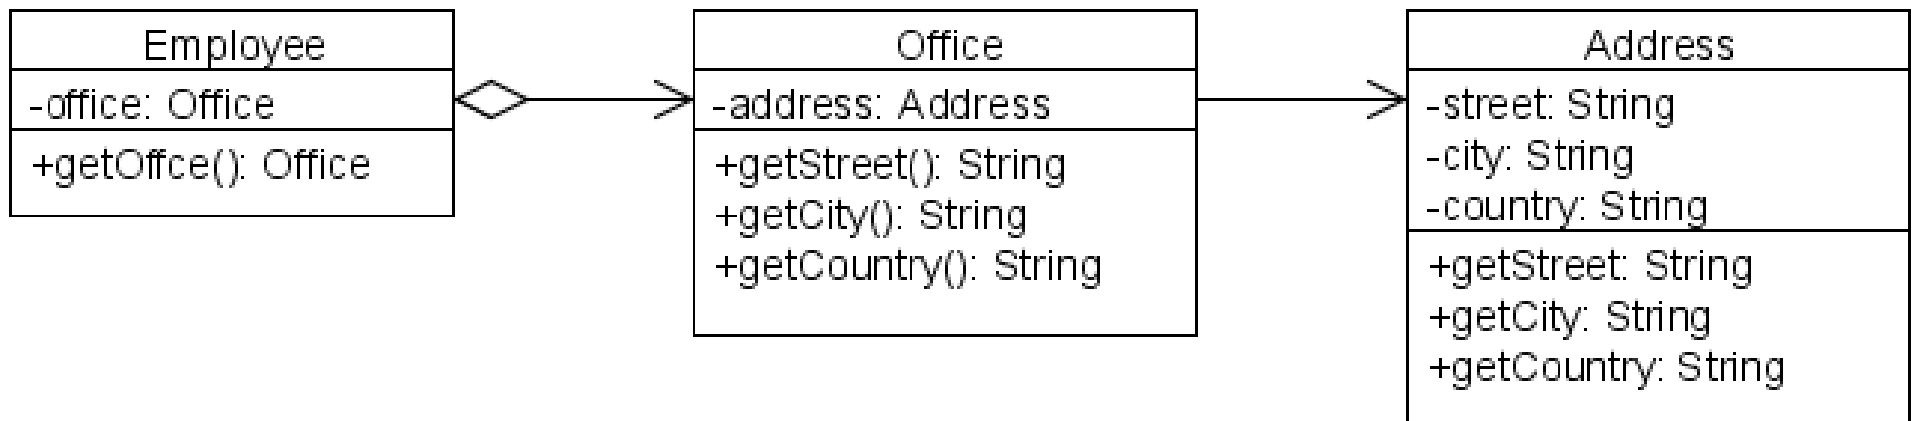 Employee
-office: Office
+getOffce(): Office
Office
-address: Address
+getStreet(): String
+getCity(): String
+getCountry(): String
Address
-street: String
-city: String
-country: String
+getStreet: String
+getCity: String
+getCountry: String